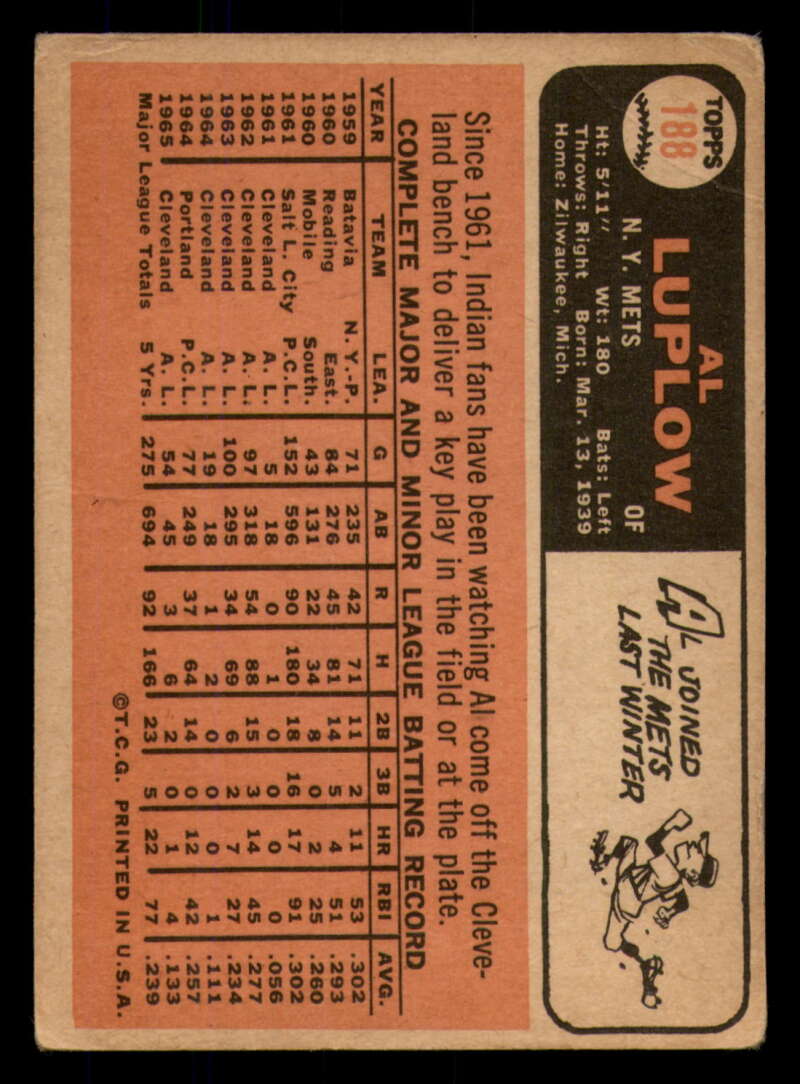 TOPPS
188
AL
LUPLOW
N. Y. METS OF
Ht: 5'11" Wt: 180 Bats: Left
Throws: Right Born: Mar. 13, 1939
Home: Zilwaukee, Mich.
AL JOINED
THE METS
LAST WINTER
Since 1961, Indian fans have been watching Al come off the Cleve-
land bench to deliver a key play in the field or at the plate.
COMPLETE MAJOR AND MINOR LEAGUE BATTING RECORD
YEAR TEAM LEA. G AB R H 2B 3B HR RBI AVG.
1959 Batavia N. Y.-P. 71 235 42 71 11 2 11 53 .302
1960 Reading East. 84 276 45 81 14 5 4 51 .293
1960 Mobile South. 43 131 22 34 8 0 2 25 .260
1961 Salt L. City P.C.L. 152 596 90 180 18 16 17 91 .302
1961 Cleveland A. L. 5 18 0 1 0 0 0 0 .056
1962 Cleveland A. L. 97 318 54 88 15 3 14 45 .277
1963 Cleveland A. L. 100 295 34 69 6 2 7 27 .234
1964 Cleveland A. L. 19 18 1 2 0 0 0 1 .111
1964 Portland P.C.L. 77 249 37 64 14 0 12 42 .257
1965 Cleveland A. L. 54 45 3 6 2 0 1 4 .133
Major League Totals 5 Yrs. 275 694 92 166 23 5 22 77 .239
©T.C.G. PRINTED IN U.S.A.